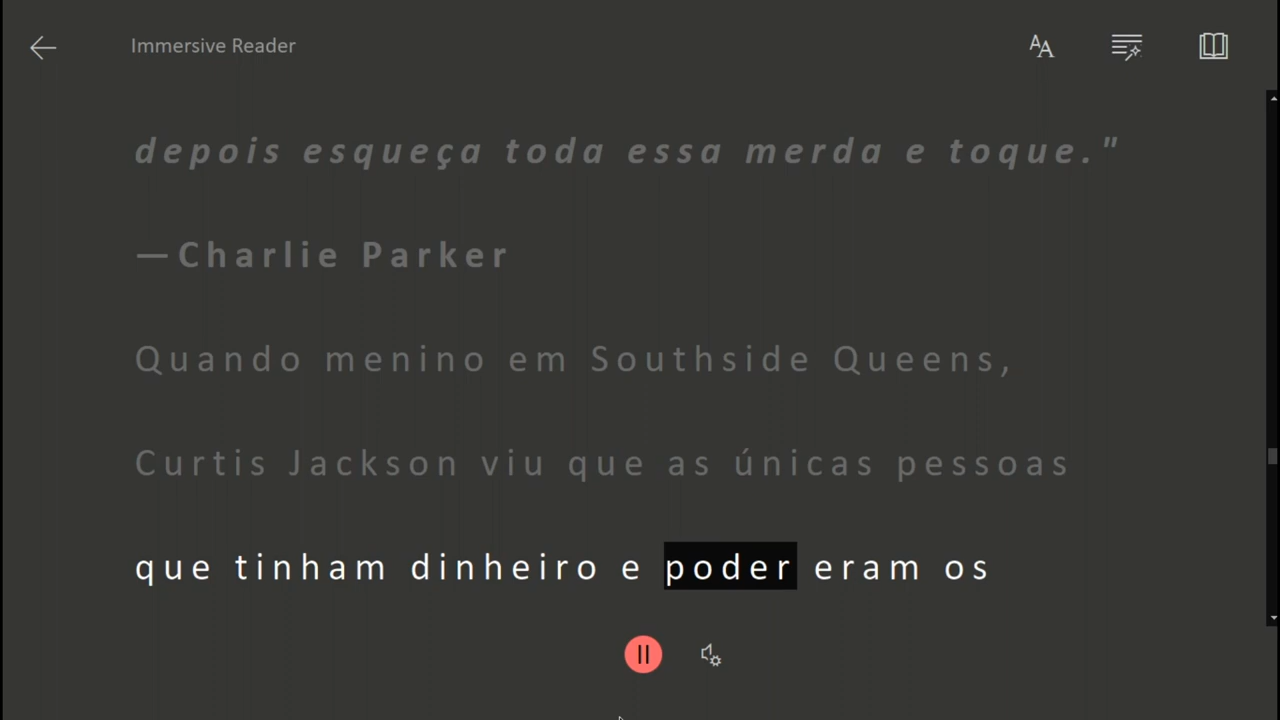 Immersive Reader
depois esqueça toda essa merda e toque."
—Charlie Parker
Quando menino em Southside Queens,
Curtis Jackson viu que as únicas pessoas
que tinham dinheiro e poder eram os